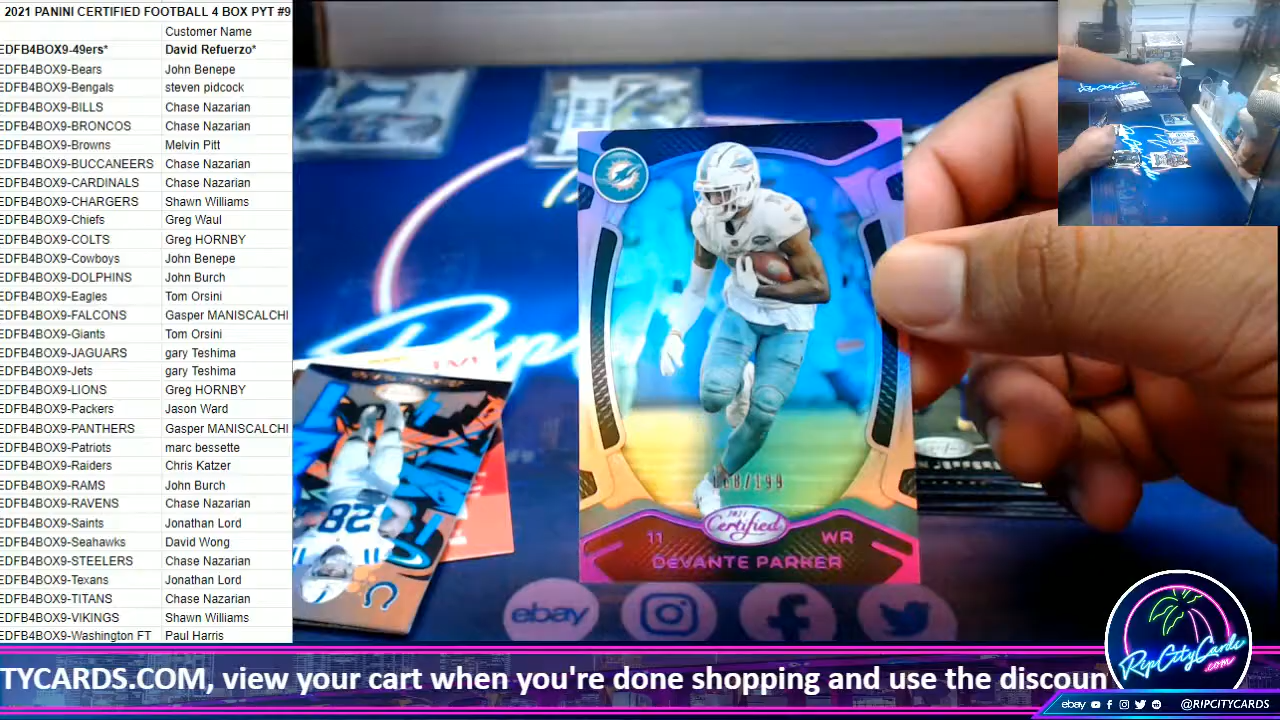 2021 PANINI CERTIFIED FOOTBALL 4 BOX PYT #9
Customer Name
EDFB4BOX9-49ers* David Refuerzo*
EDFB4BOX9-Bears John Benepe
EDFB4BOX9-Bengals steven pidcock
EDFB4BOX9-BILLS Chase Nazarian
EDFB4BOX9-BRONCOS Chase Nazarian
EDFB4BOX9-Browns Melvin Pitt
EDFB4BOX9-BUCCANEERS Chase Nazarian
EDFB4BOX9-CARDINALS Chase Nazarian
EDFB4BOX9-CHARGERS Shawn Williams
EDFB4BOX9-Chiefs Greg Waul
EDFB4BOX9-COLTS Greg HORNBY
EDFB4BOX9-Cowboys John Benepe
EDFB4BOX9-DOLPHINS John Burch
EDFB4BOX9-Eagles Tom Orsini
EDFB4BOX9-FALCONS Gasper MANISCALCHI
EDFB4BOX9-Giants Tom Orsini
EDFB4BOX9-JAGUARS gary Teshima
EDFB4BOX9-Jets gary Teshima
EDFB4BOX9-LIONS Greg HORNBY
EDFB4BOX9-Packers Jason Ward
EDFB4BOX9-PANTHERS Gasper MANISCALCHI
EDFB4BOX9-Patriots marc bessette
EDFB4BOX9-Raiders Chris Katzer
EDFB4BOX9-RAMS John Burch
EDFB4BOX9-RAVENS Chase Nazarian
EDFB4BOX9-Saints Jonathan Lord
EDFB4BOX9-Seahawks David Wong
EDFB4BOX9-STEELERS Chase Nazarian
EDFB4BOX9-Texans Jonathan Lord
EDFB4BOX9-TITANS Chase Nazarian
EDFB4BOX9-VIKINGS Shawn Williams
EDFB4BOX9-Washington FT Paul Harris
168/199
2021
Certified
11 WR
DEVANTE PARKER
28
ebay
RipCityCards
.com
TYCARDS.COM, view your cart when you're done shopping and use the discoun
ebay @RIPCITYCARDS